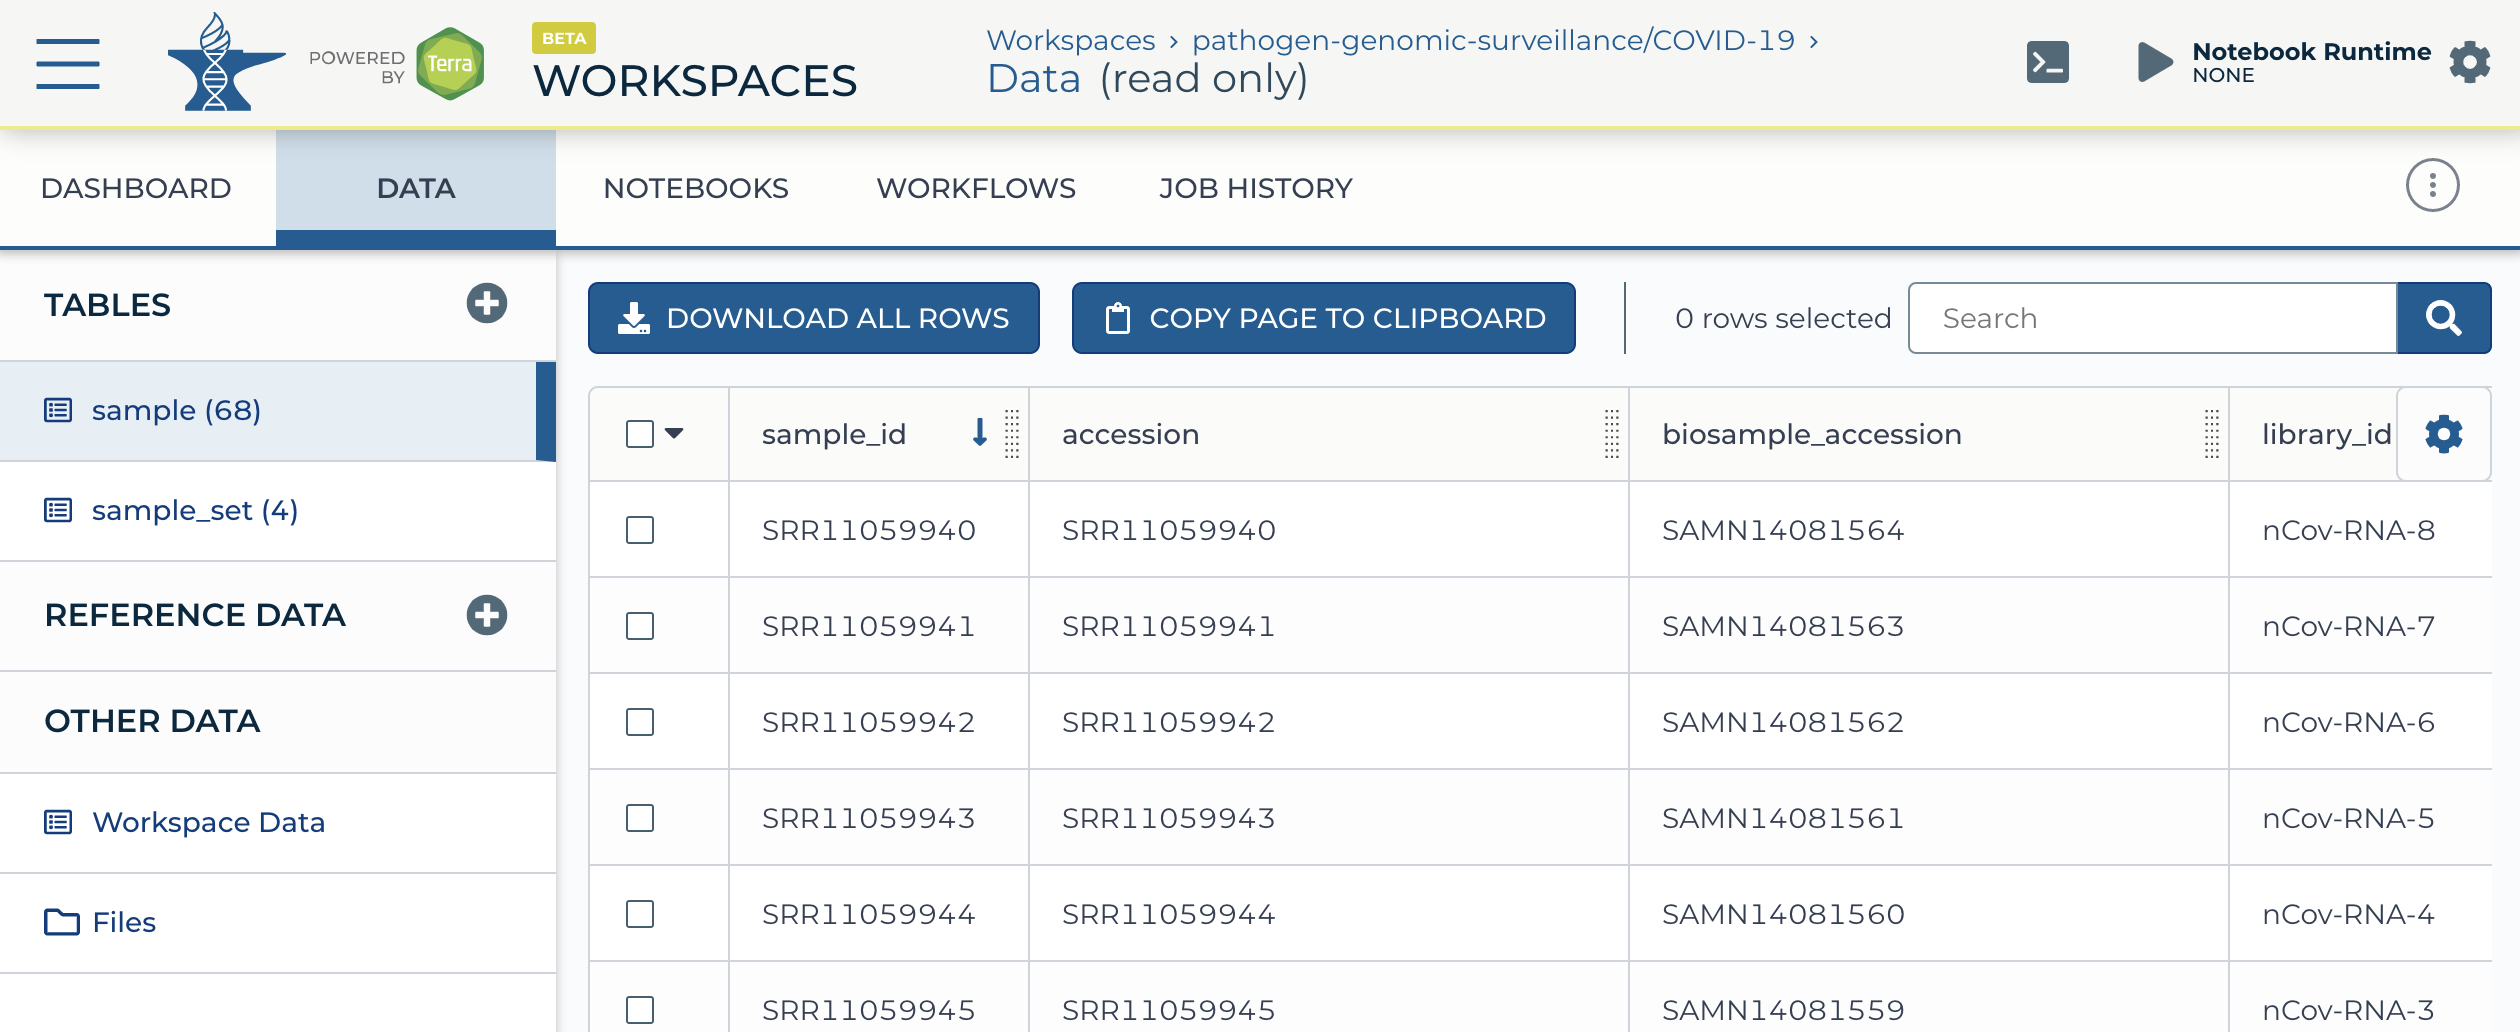 POWERED
BY
Terra
BETA
WORKSPACES
Workspaces › pathogen-genomic-surveillance/COVID-19 ›
Data (read only)
Notebook Runtime
NONE
DASHBOARD DATA NOTEBOOKS WORKFLOWS JOB HISTORY
TABLES
sample (68)
sample_set (4)
REFERENCE DATA
OTHER DATA
Workspace Data
Files
DOWNLOAD ALL ROWS COPY PAGE TO CLIPBOARD 0 rows selected Search
sample_id accession biosample_accession library_id
SRR11059940 SRR11059940 SAMN14081564 nCov-RNA-8
SRR11059941 SRR11059941 SAMN14081563 nCov-RNA-7
SRR11059942 SRR11059942 SAMN14081562 nCov-RNA-6
SRR11059943 SRR11059943 SAMN14081561 nCov-RNA-5
SRR11059944 SRR11059944 SAMN14081560 nCov-RNA-4
SRR11059945 SRR11059945 SAMN14081559 nCov-RNA-3